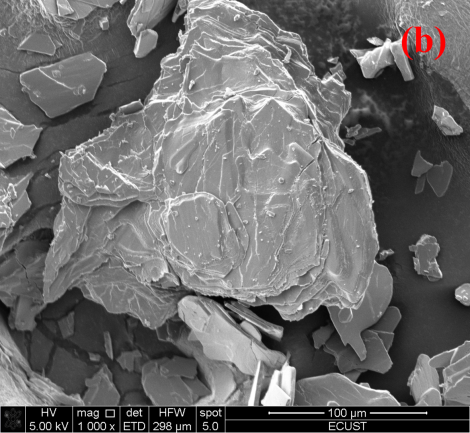 (b)
HV mag □ det HFW spot 100 μm
5.00 kV 1 000 x ETD 298 μm 5.0 ECUST